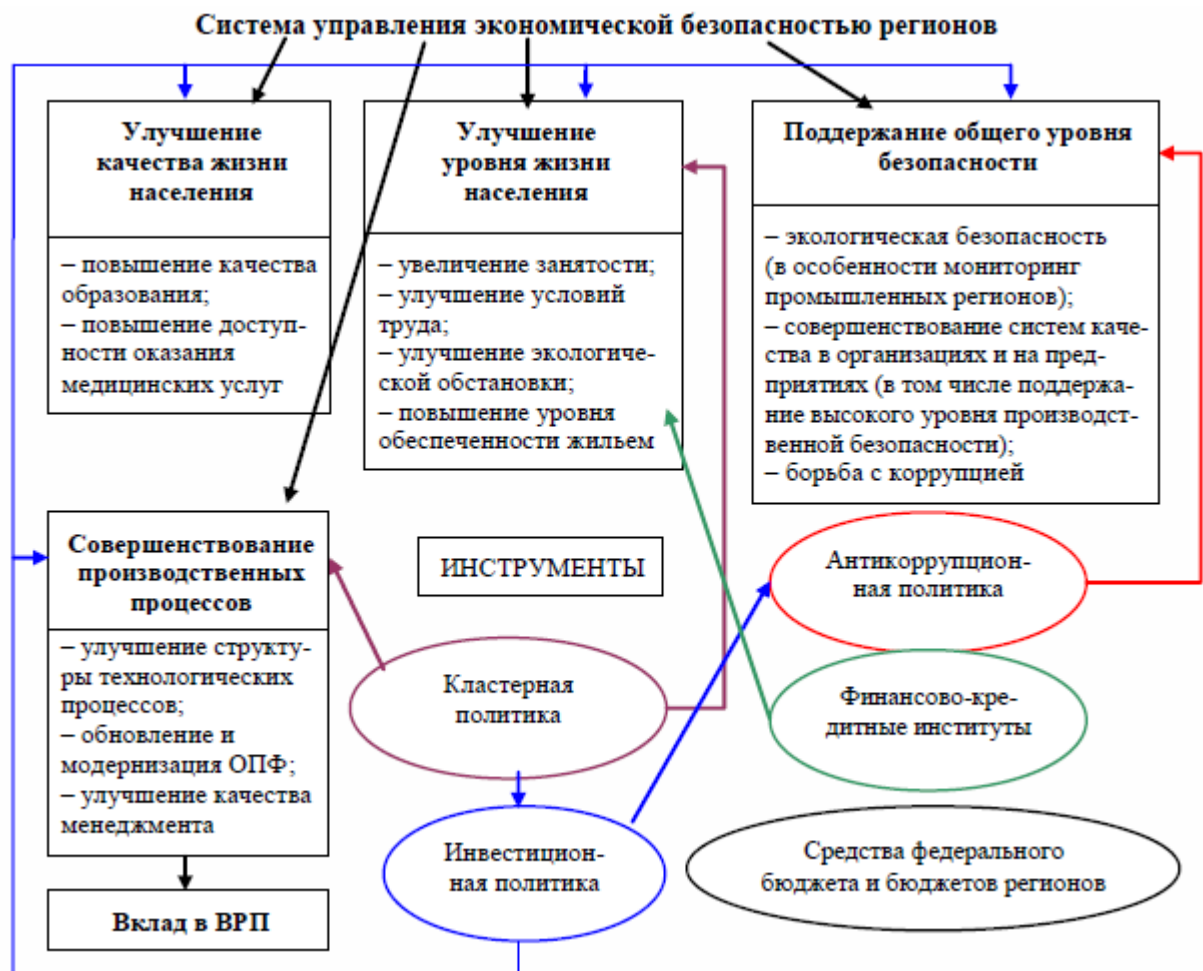 Система управления экономической безопасностью регионов
Улучшение
качества жизни
населения
– повышение качества
образования;
– повышение доступ-
ности оказания
медицинских услуг
Улучшение
уровня жизни
населения
– увеличение занятости;
– улучшение условий
труда;
– улучшение экологиче-
ской обстановки;
– повышение уровня
обеспеченности жильем
Поддержание общего уровня
безопасности
– экологическая безопасность
(в особенности мониторинг
промышленных регионов);
– совершенствование систем каче-
ства в организациях и на пред-
приятиях (в том числе поддержа-
ние высокого уровня производст-
венной безопасности);
– борьба с коррупцией
Совершенствование
производственных
процессов
– улучшение структу-
ры технологических
процессов;
– обновление и
модернизация ОПФ;
– улучшение качества
менеджмента
Вклад в ВРП
ИНСТРУМЕНТЫ
Кластерная
политика
Инвестицион-
ная политика
Антикоррупцион-
ная политика
Финансово-кре-
дитные институты
Средства федерального
бюджета и бюджетов регионов